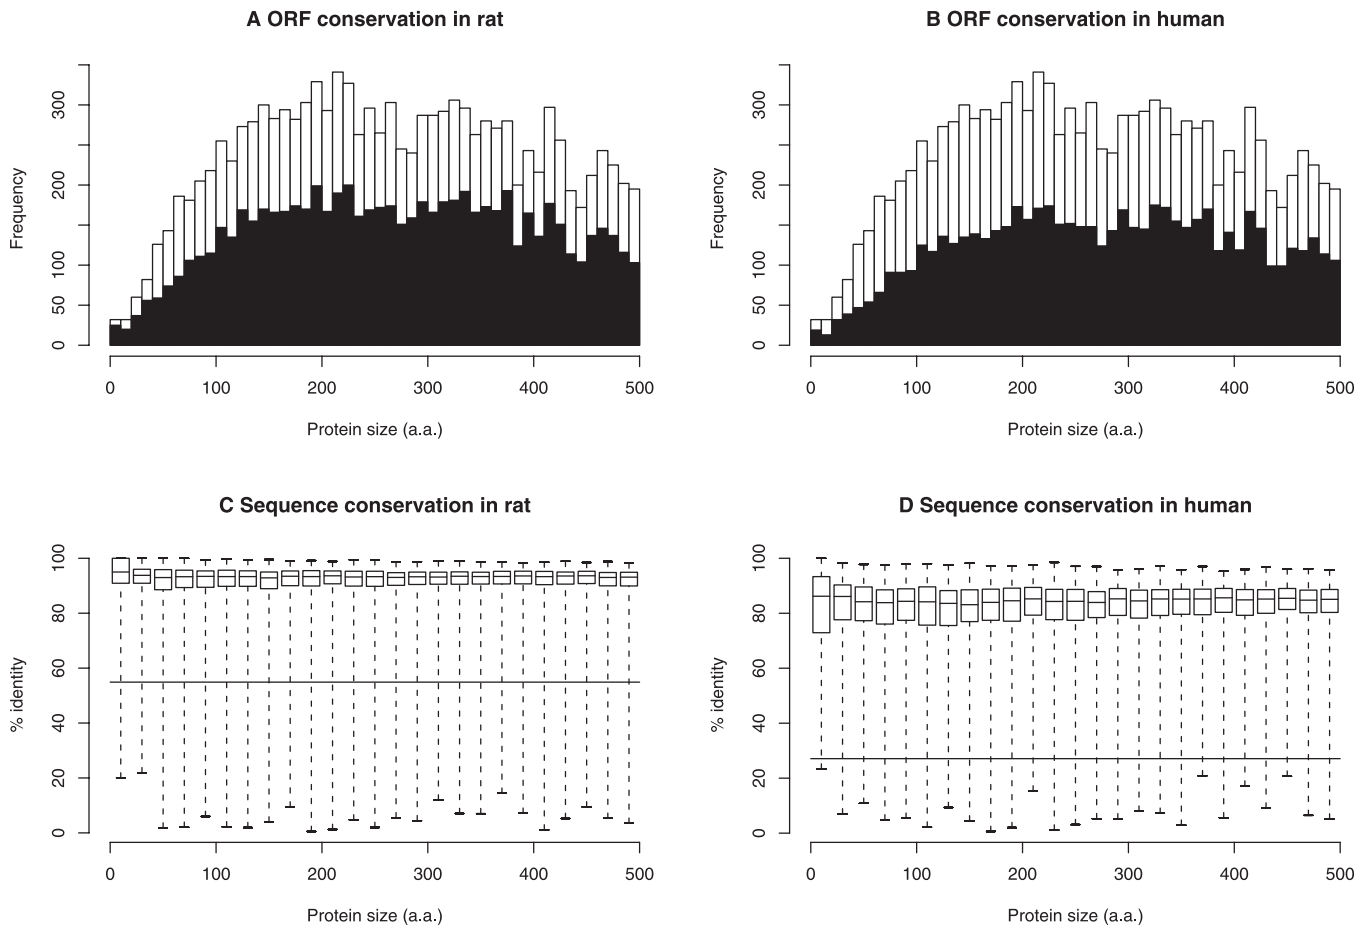 A ORF conservation in rat
Frequency
300
200
100
50
0
0 100 200 300 400 500
Protein size (a.a.)
B ORF conservation in human
Frequency
300
200
100
50
0
0 100 200 300 400 500
Protein size (a.a.)
C Sequence conservation in rat
% identity
100
80
60
40
20
0
0 100 200 300 400 500
Protein size (a.a.)
D Sequence conservation in human
% identity
100
80
60
40
20
0
0 100 200 300 400 500
Protein size (a.a.)